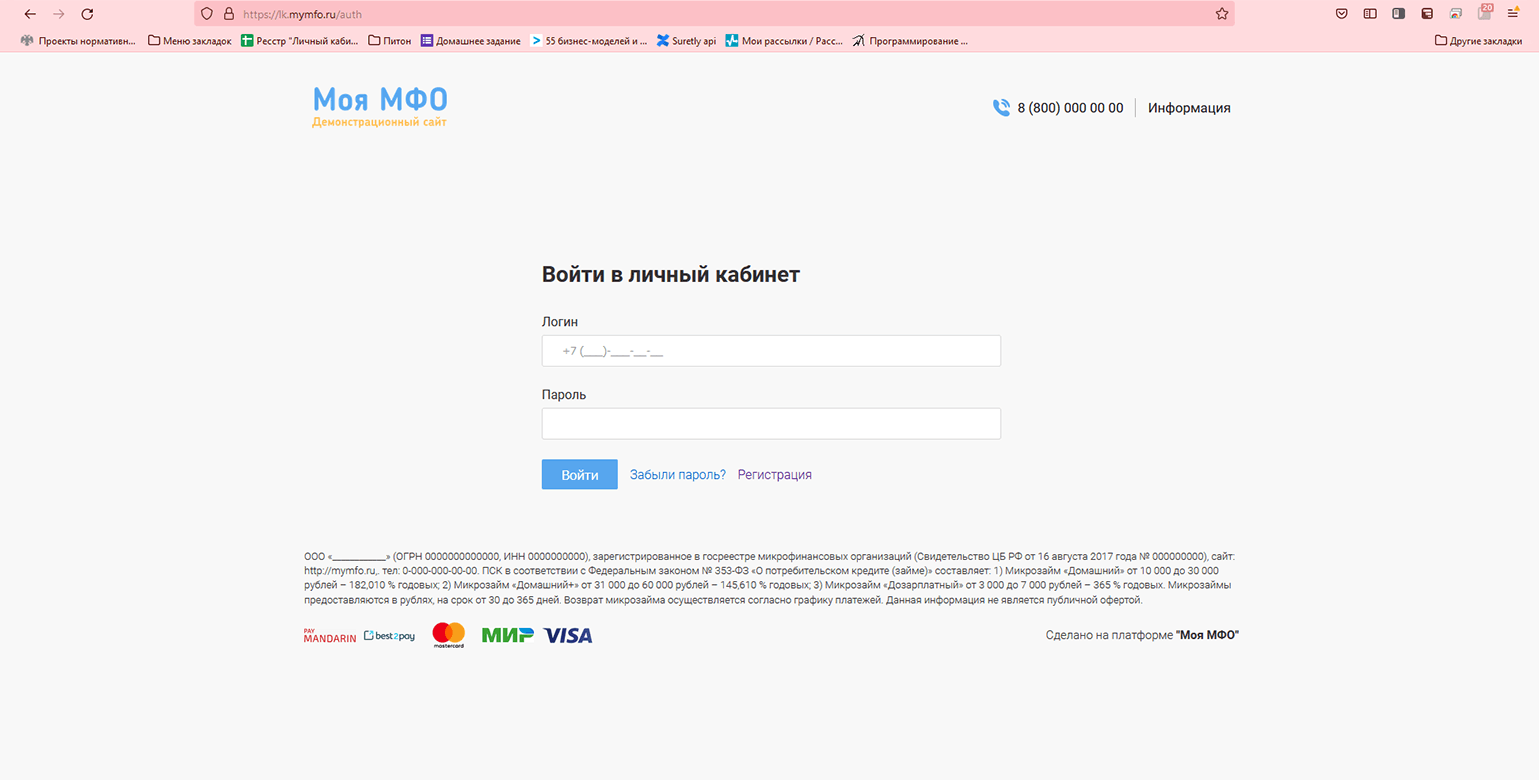 https://lk.mymfo.ru/auth
20
Проекты нормативн...
Меню закладок
Ресстр "Личный каби...
Питон
Домашнее задание
55 бизнес-моделей и ...
Suretly api
Мои рассылки / Расс...
Программирование ...
Другие закладки
Моя МФО
Демонстрационный сайт
8 (800) 000 00 00
Информация
Войти в личный кабинет
Логин
+7 (___)-___-__-__
Пароль
Войти
Забыли пароль?
Регистрация
ООО «___________» (ОГРН 0000000000000, ИНН 0000000000), зарегистрированное в госреестре микрофинансовых организаций (Свидетельство ЦБ РФ от 16 августа 2017 года № 000000000), сайт:
http://mymfo.ru,. тел: 0-000-000-00-00. ПСК в соответствии с Федеральным законом № 353-ФЗ «О потребительском кредите (займе)» составляет: 1) Микрозайм «Домашний» от 10 000 до 30 000
рублей – 182,010 % годовых; 2) Микрозайм «Домашний+» от 31 000 до 60 000 рублей – 145,610 % годовых; 3) Микрозайм «Дозарплатный» от 3 000 до 7 000 рублей – 365 % годовых. Микрозаймы
предоставляются в рублях, на срок от 30 до 365 дней. Возврат микрозайма осуществляется согласно графику платежей. Данная информация не является публичной офертой.
PAY
MANDARIN
best2pay
mastercard
МИР
VISA
Сделано на платформе "Моя МФО"